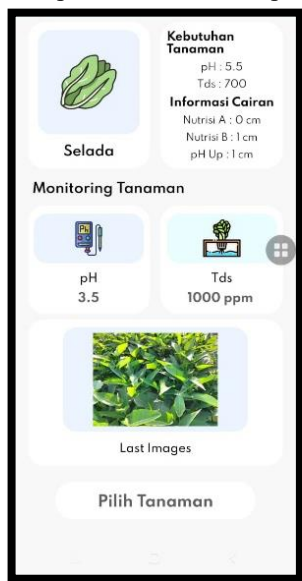 Selada
Kebutuhan
Tanaman
pH : 5.5
Tds : 700
Informasi Cairan
Nutrisi A : 0 cm
Nutrisi B : 1 cm
pH Up : 1 cm
Monitoring Tanaman
Ph
pH
3.5
Tds
1000 ppm
Last Images
Pilih Tanaman